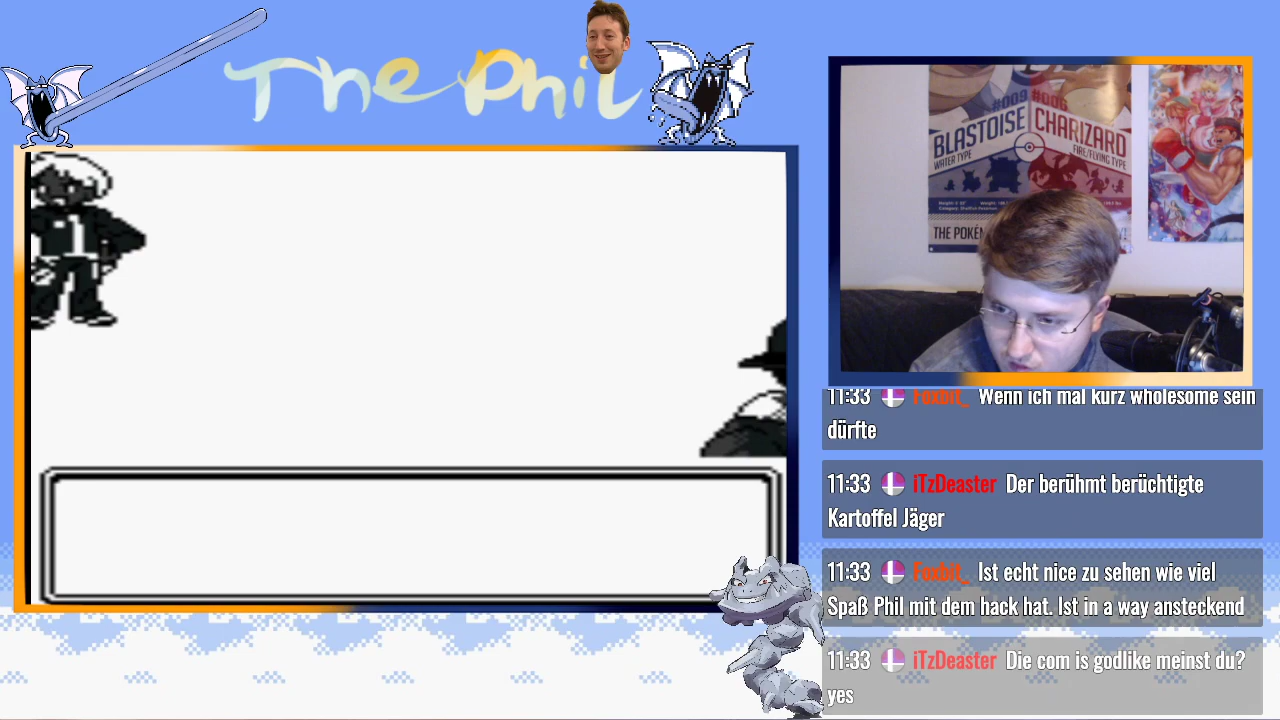 The Phil
#009 #006
BLASTOISE CHARIZARD
WATER TYPE FIRE/FLYING TYPE
THE POKÉ
11:33 Foxbit_ Wenn ich mal kurz wholesome sein
dürfte
11:33 iTzDeaster Der berühmt berüchtigte
Kartoffel Jäger
11:33 Foxbit_ Ist echt nice zu sehen wie viel
Spaß Phil mit dem hack hat. Ist in a way ansteckend
11:33 iTzDeaster Die com is godlike meinst du?
yes